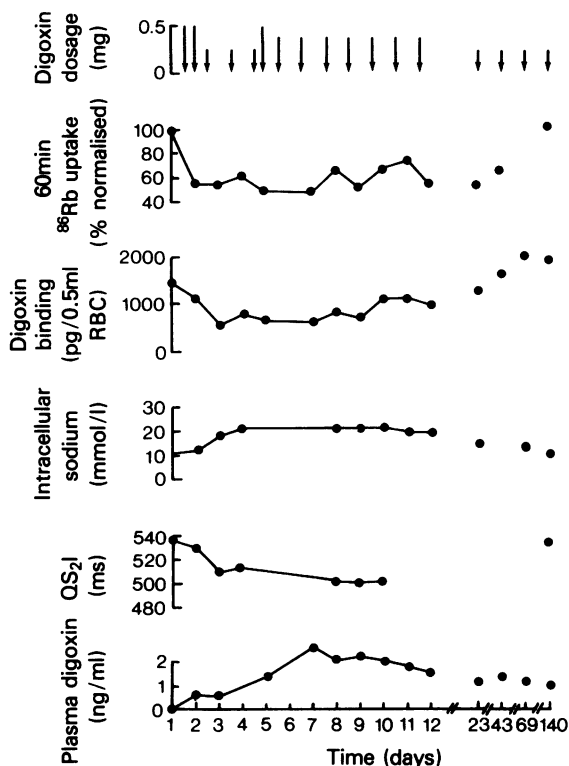 Digoxin
dosage
(mg)
0.5
0
60min
⁸⁶Rb uptake
(% normalised)
100
80
60
40
Digoxin
binding
(pg/0.5ml
RBC)
2000
1000
0
Intracellular
sodium
(mmol/l)
30
20
10
0
QS₂I
(ms)
540
520
500
480
Plasma digoxin
(ng/ml)
2
1
0
1 2 3 4 5 6 7 8 9 10 11 12 23 43 69 140
Time (days)